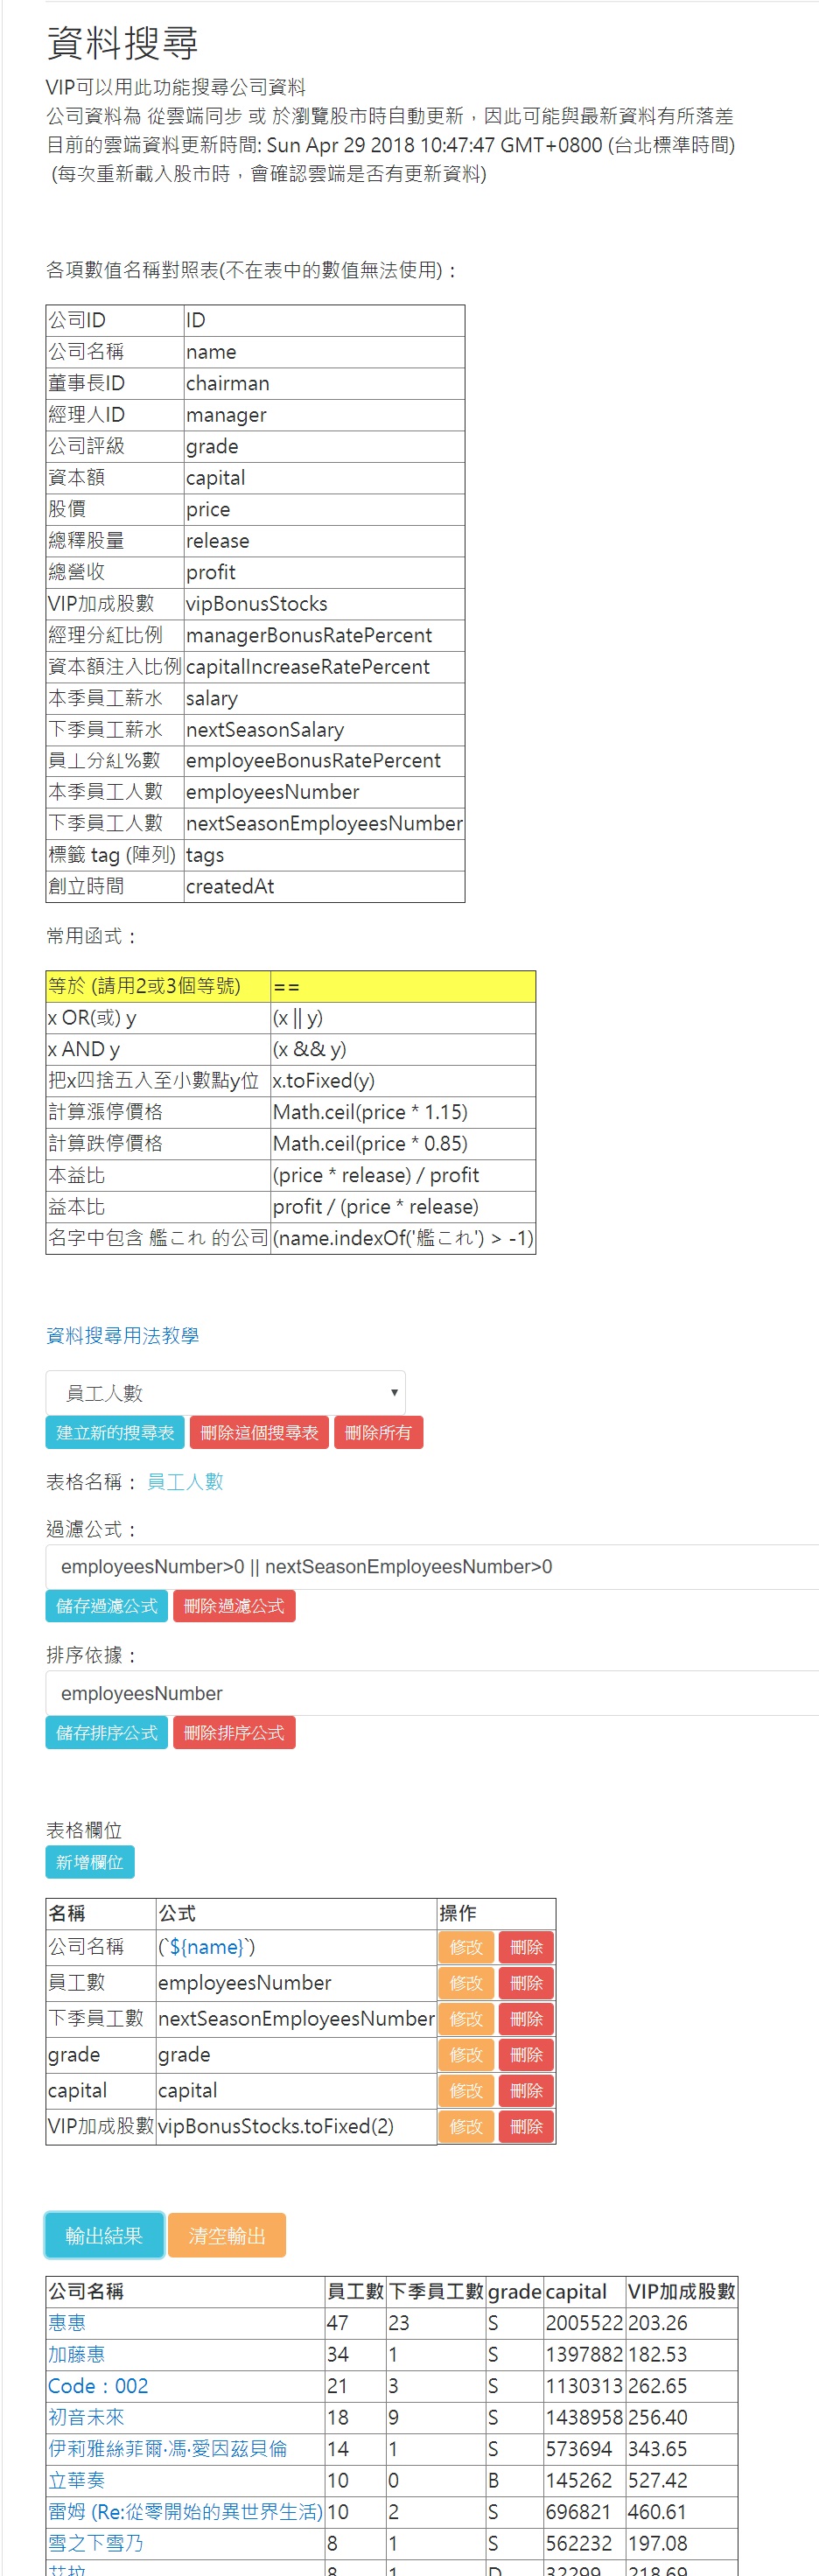 資料搜尋
VIP可以用此功能搜尋公司資料
公司資料為 從雲端同步 或 於瀏覽股市時自動更新，因此可能與最新資料有所落差
目前的雲端資料更新時間: Sun Apr 29 2018 10:47:47 GMT+0800 (台北標準時間)
(每次重新載入股市時，會確認雲端是否有更新資料)
各項數值名稱對照表(不在表中的數值無法使用)：
公司ID ID
公司名稱 name
董事長ID chairman
經理人ID manager
公司評級 grade
資本額 capital
股價 price
總釋股量 release
總營收 profit
VIP加成股數 vipBonusStocks
經理分紅比例 managerBonusRatePercent
資本額注入比例 capitalIncreaseRatePercent
本季員工薪水 salary
下季員工薪水 nextSeasonSalary
員工分紅%數 employeeBonusRatePercent
本季員工人數 employeesNumber
下季員工人數 nextSeasonEmployeesNumber
標籤 tag (陣列) tags
創立時間 createdAt
常用函式：
等於 (請用2或3個等號) ==
x OR(或) y (x || y)
x AND y (x && y)
把x四捨五入至小數點y位 x.toFixed(y)
計算漲停價格 Math.ceil(price * 1.15)
計算跌停價格 Math.ceil(price * 0.85)
本益比 (price * release) / profit
益本比 profit / (price * release)
名字中包含 艦これ 的公司 (name.indexOf('艦これ') > -1)
資料搜尋用法教學
員工人數 ▾
建立新的搜尋表 刪除這個搜尋表 刪除所有
表格名稱： 員工人數
過濾公式：
employeesNumber>0 || nextSeasonEmployeesNumber>0
儲存過濾公式 刪除過濾公式
排序依據：
employeesNumber
儲存排序公式 刪除排序公式
表格欄位
新增欄位
名稱 公式 操作
公司名稱 (`${name}`) 修改 刪除
員工數 employeesNumber 修改 刪除
下季員工數 nextSeasonEmployeesNumber 修改 刪除
grade grade 修改 刪除
capital capital 修改 刪除
VIP加成股數 vipBonusStocks.toFixed(2) 修改 刪除
輸出結果 清空輸出
公司名稱 員工數 下季員工數 grade capital VIP加成股數
惠惠 47 23 S 2005522 203.26
加藤惠 34 1 S 1397882 182.53
Code：002 21 3 S 1130313 262.65
初音未來 18 9 S 1438958 256.40
伊莉雅絲菲爾·馮·愛因茲貝倫 14 1 S 573694 343.65
立華奏 10 0 B 145262 527.42
雷姆 (Re:從零開始的異世界生活) 10 2 S 696821 460.61
雪之下雪乃 8 1 S 562232 197.08
艾拉 8 1 D 32299 218.69